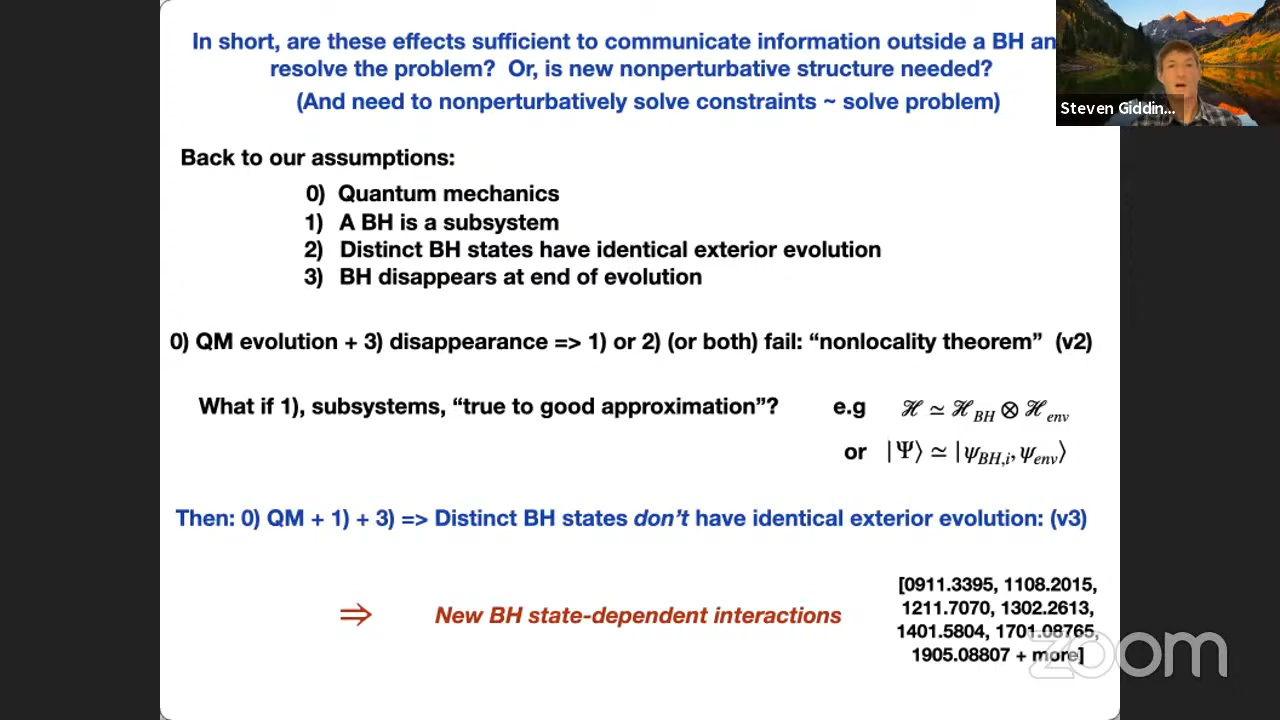 In short, are these effects sufficient to communicate information outside a BH an
resolve the problem? Or, is new nonperturbative structure needed?
(And need to nonperturbatively solve constraints ~ solve problem)
Steven Giddin...
Back to our assumptions:
0) Quantum mechanics
1) A BH is a subsystem
2) Distinct BH states have identical exterior evolution
3) BH disappears at end of evolution
0) QM evolution + 3) disappearance => 1) or 2) (or both) fail: “nonlocality theorem” (v2)
What if 1), subsystems, “true to good approximation”? e.g ℋ ≃ ℋ_BH ⊗ ℋ_env
or |Ψ⟩ ≃ |ψ_BH,i, ψ_env⟩
Then: 0) QM + 1) + 3) => Distinct BH states don’t have identical exterior evolution: (v3)
⇒ New BH state-dependent interactions
[0911.3395, 1108.2015,
1211.7070, 1302.2613,
1401.5804, 1701.08765,
1905.08807 + more]
zoom